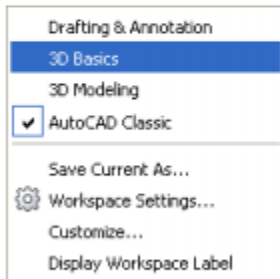 Drafting & Annotation
3D Basics
3D Modeling
AutoCAD Classic
Save Current As...
Workspace Settings...
Customize...
Display Workspace Label